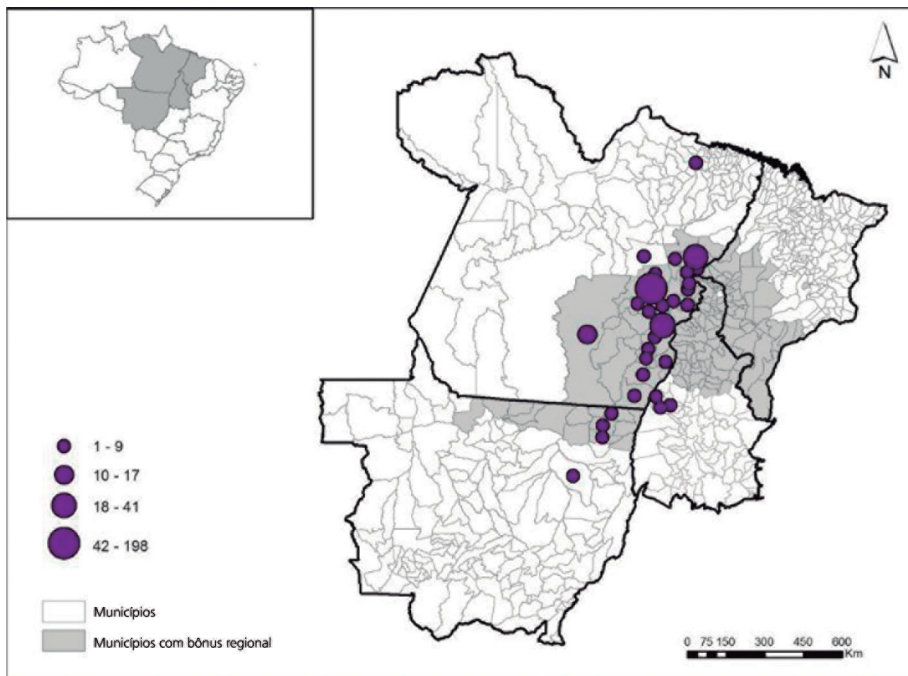 N
1 - 9
10 - 17
18 - 41
42 - 198
Municípios
Municípios com bônus regional
0 75 150 300 450 600
Km